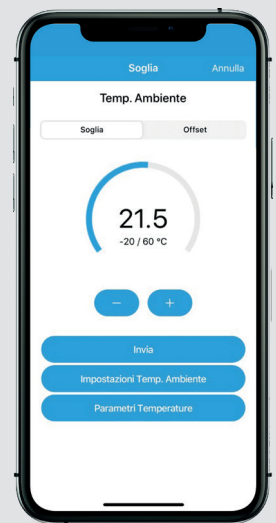 Soglia
Annulla
Temp. Ambiente
Soglia
Offset
21.5
-20 / 60 °C
−
+
Invia
Impostazioni Temp. Ambiente
Parametri Temperature